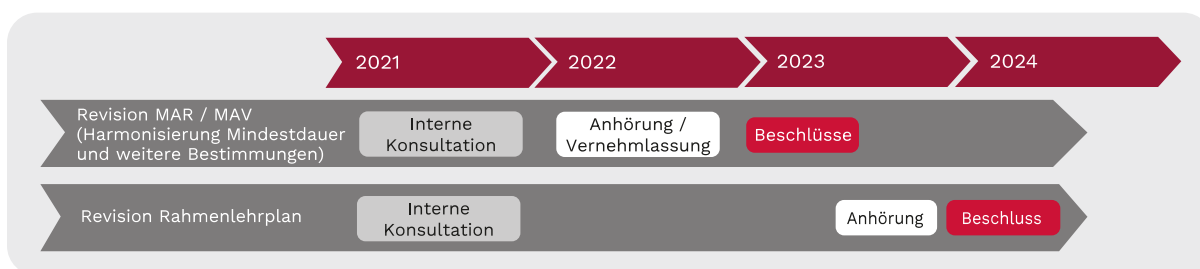 2021
2022
2023
2024
Revision MAR / MAV
(Harmonisierung Mindestdauer
und weitere Bestimmungen)
Interne
Konsultation
Anhörung /
Vernehmlassung
Beschlüsse
Revision Rahmenlehrplan
Interne
Konsultation
Anhörung
Beschluss